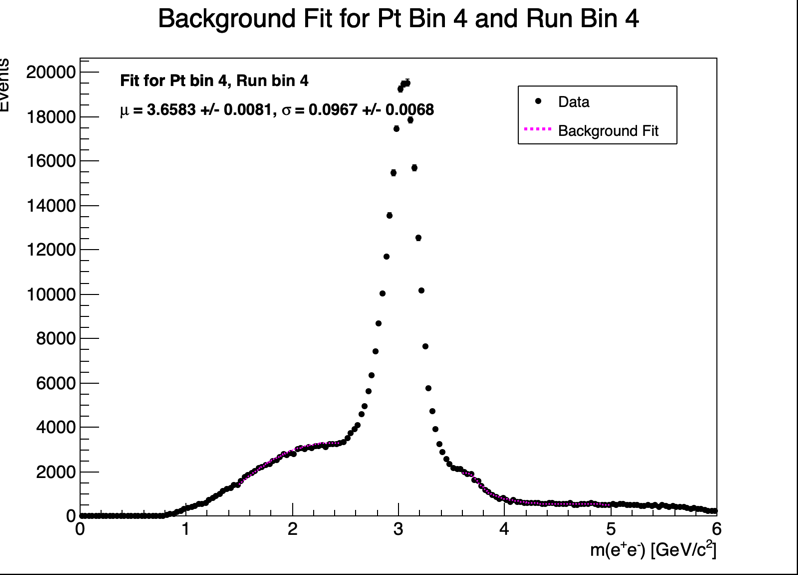 Background Fit for Pt Bin 4 and Run Bin 4
Events
20000
18000
16000
14000
12000
10000
8000
6000
4000
2000
0
Fit for Pt bin 4, Run bin 4
μ = 3.6583 +/- 0.0081, σ = 0.0967 +/- 0.0068
Data
Background Fit
0 1 2 3 4 5 6
m(e⁺e⁻) [GeV/c²]